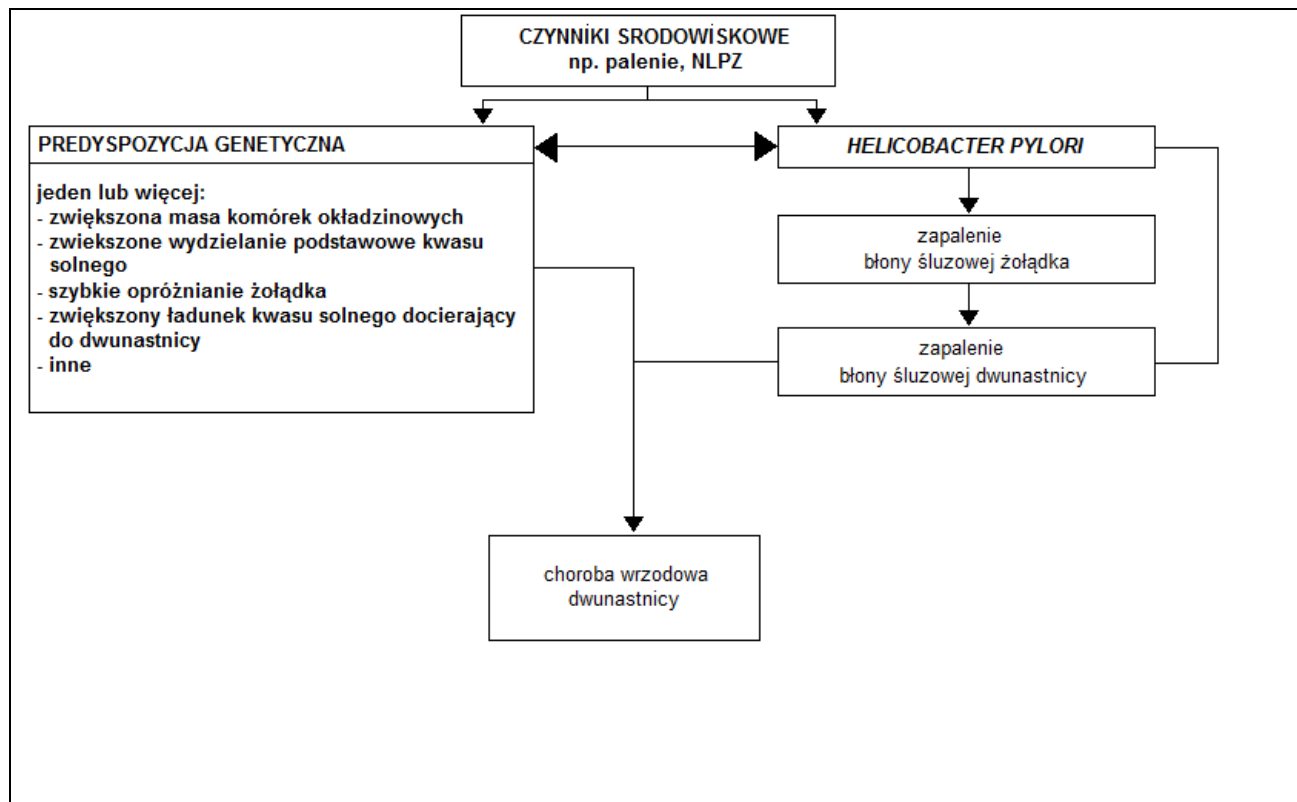 CZYNNIKI SRODOWISKOWE
np. palenie, NLPZ
PREDYSPOZYCJA GENETYCZNA
jeden lub więcej:
- zwiększona masa komórek okładzinowych
- zwiekszone wydzielanie podstawowe kwasu
solnego
- szybkie opróżnianie żołądka
- zwiększony ładunek kwasu solnego docierający
do dwunastnicy
- inne
HELICOBACTER PYLORI
zapalenie
błony śluzowej żołądka
zapalenie
błony śluzowej dwunastnicy
choroba wrzodowa
dwunastnicy